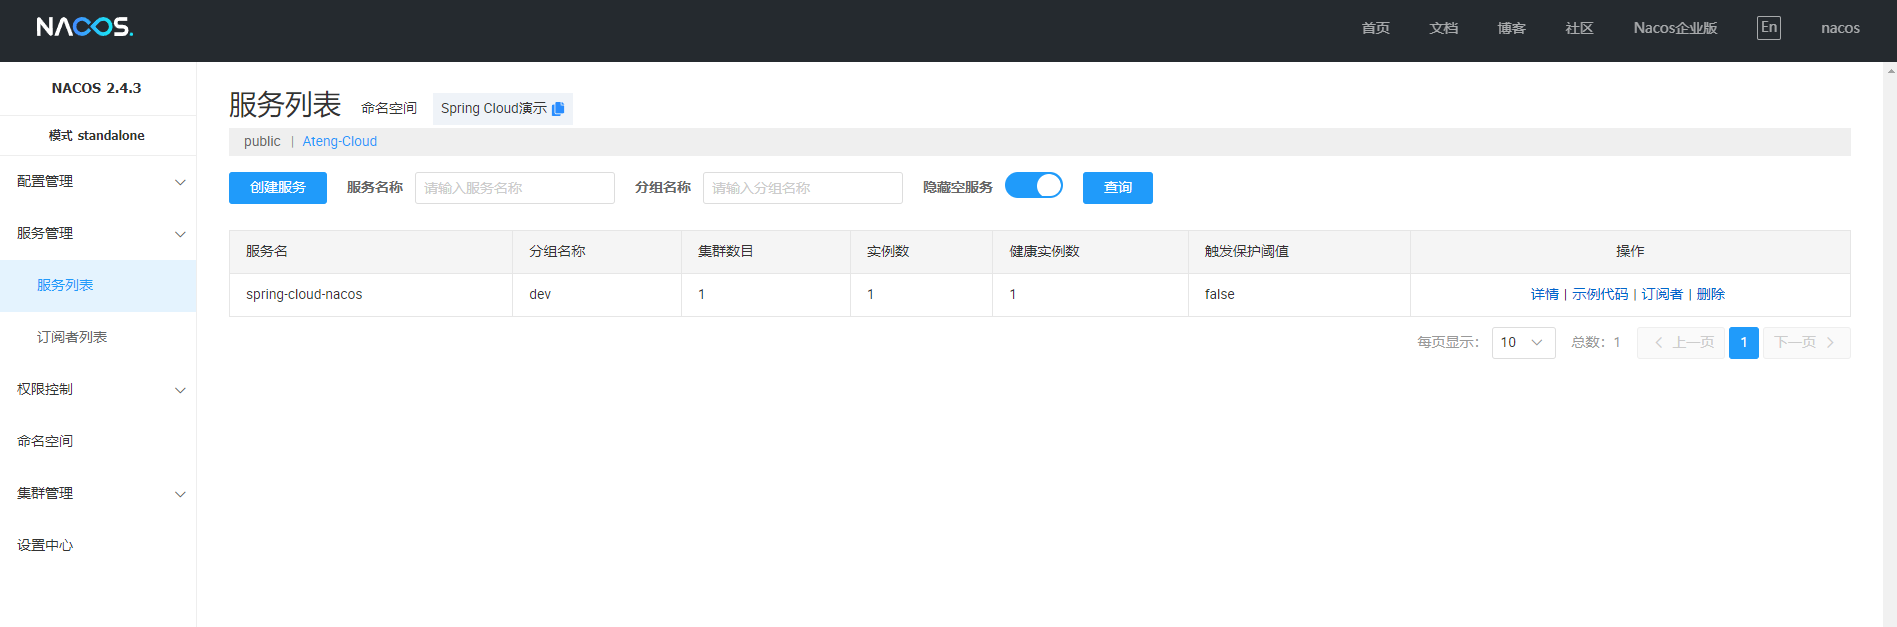 NACOS.
首页 文档 博客 社区 Nacos企业版 En nacos
NACOS 2.4.3
模式 standalone
配置管理
服务管理
服务列表
订阅者列表
权限控制
命名空间
集群管理
设置中心
服务列表 命名空间 Spring Cloud演示
public | Ateng-Cloud
创建服务 服务名称 请输入服务名称 分组名称 请输入分组名称 隐藏空服务 查询
服务名 分组名称 集群数目 实例数 健康实例数 触发保护阈值 操作
spring-cloud-nacos dev 1 1 1 false 详情 | 示例代码 | 订阅者 | 删除
每页显示: 10 总数: 1 上一页 1 下一页